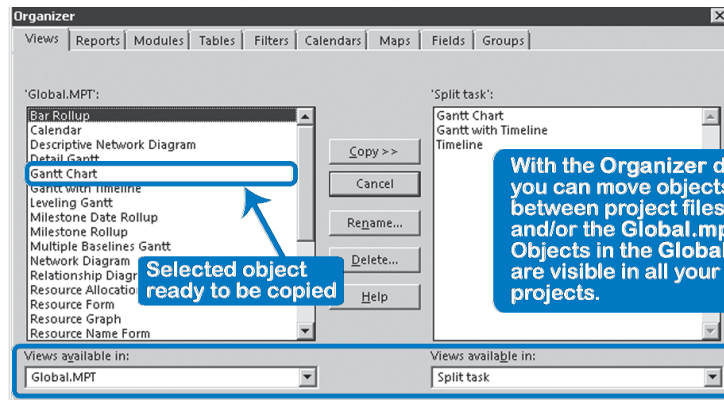 Organizer
Views Reports Modules Tables Filters Calendars Maps Fields Groups
'Global.MPT':
Bar Rollup
Calendar
Descriptive Network Diagram
Detail Gantt
Gantt Chart
Gantt with Timeline
Leveling Gantt
Milestone Date Rollup
Milestone Rollup
Multiple Baselines Gantt
Network Diagram
Relationship Diagr
Resource Allocatio
Resource Form
Resource Graph
Resource Name Form
Selected object
ready to be copied
Copy >>
Cancel
Rename...
Delete...
Help
'Split task':
Gantt Chart
Gantt with Timeline
Timeline
With the Organizer d
you can move objects
between project files
and/or the Global.mp
Objects in the Global
are visible in all your
projects.
Views available in:
Global.MPT
Views available in:
Split task